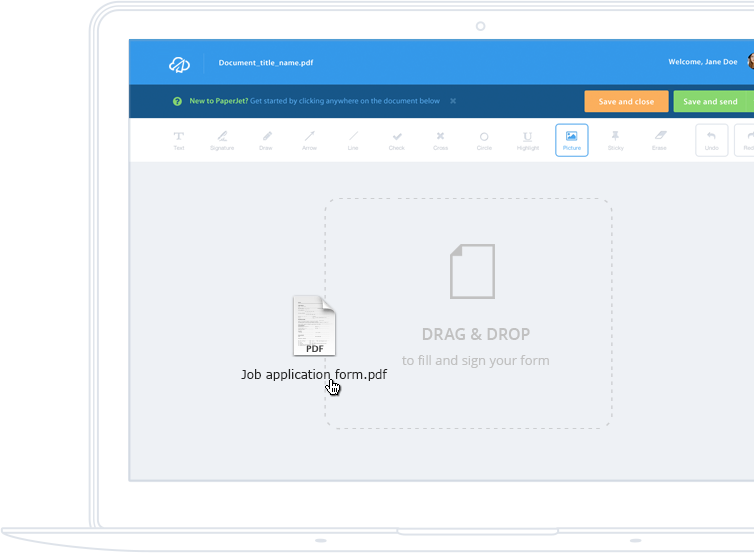 Document_title_name.pdf
Welcome, Jane Doe
? New to PaperJet? Get started by clicking anywhere on the document below
Save and close
Save and send
Text
Signature
Draw
Arrow
Line
Check
Cross
Circle
Highlight
Picture
Sticky
Erase
Undo
DRAG & DROP
to fill and sign your form
PDF
Job application form.pdf